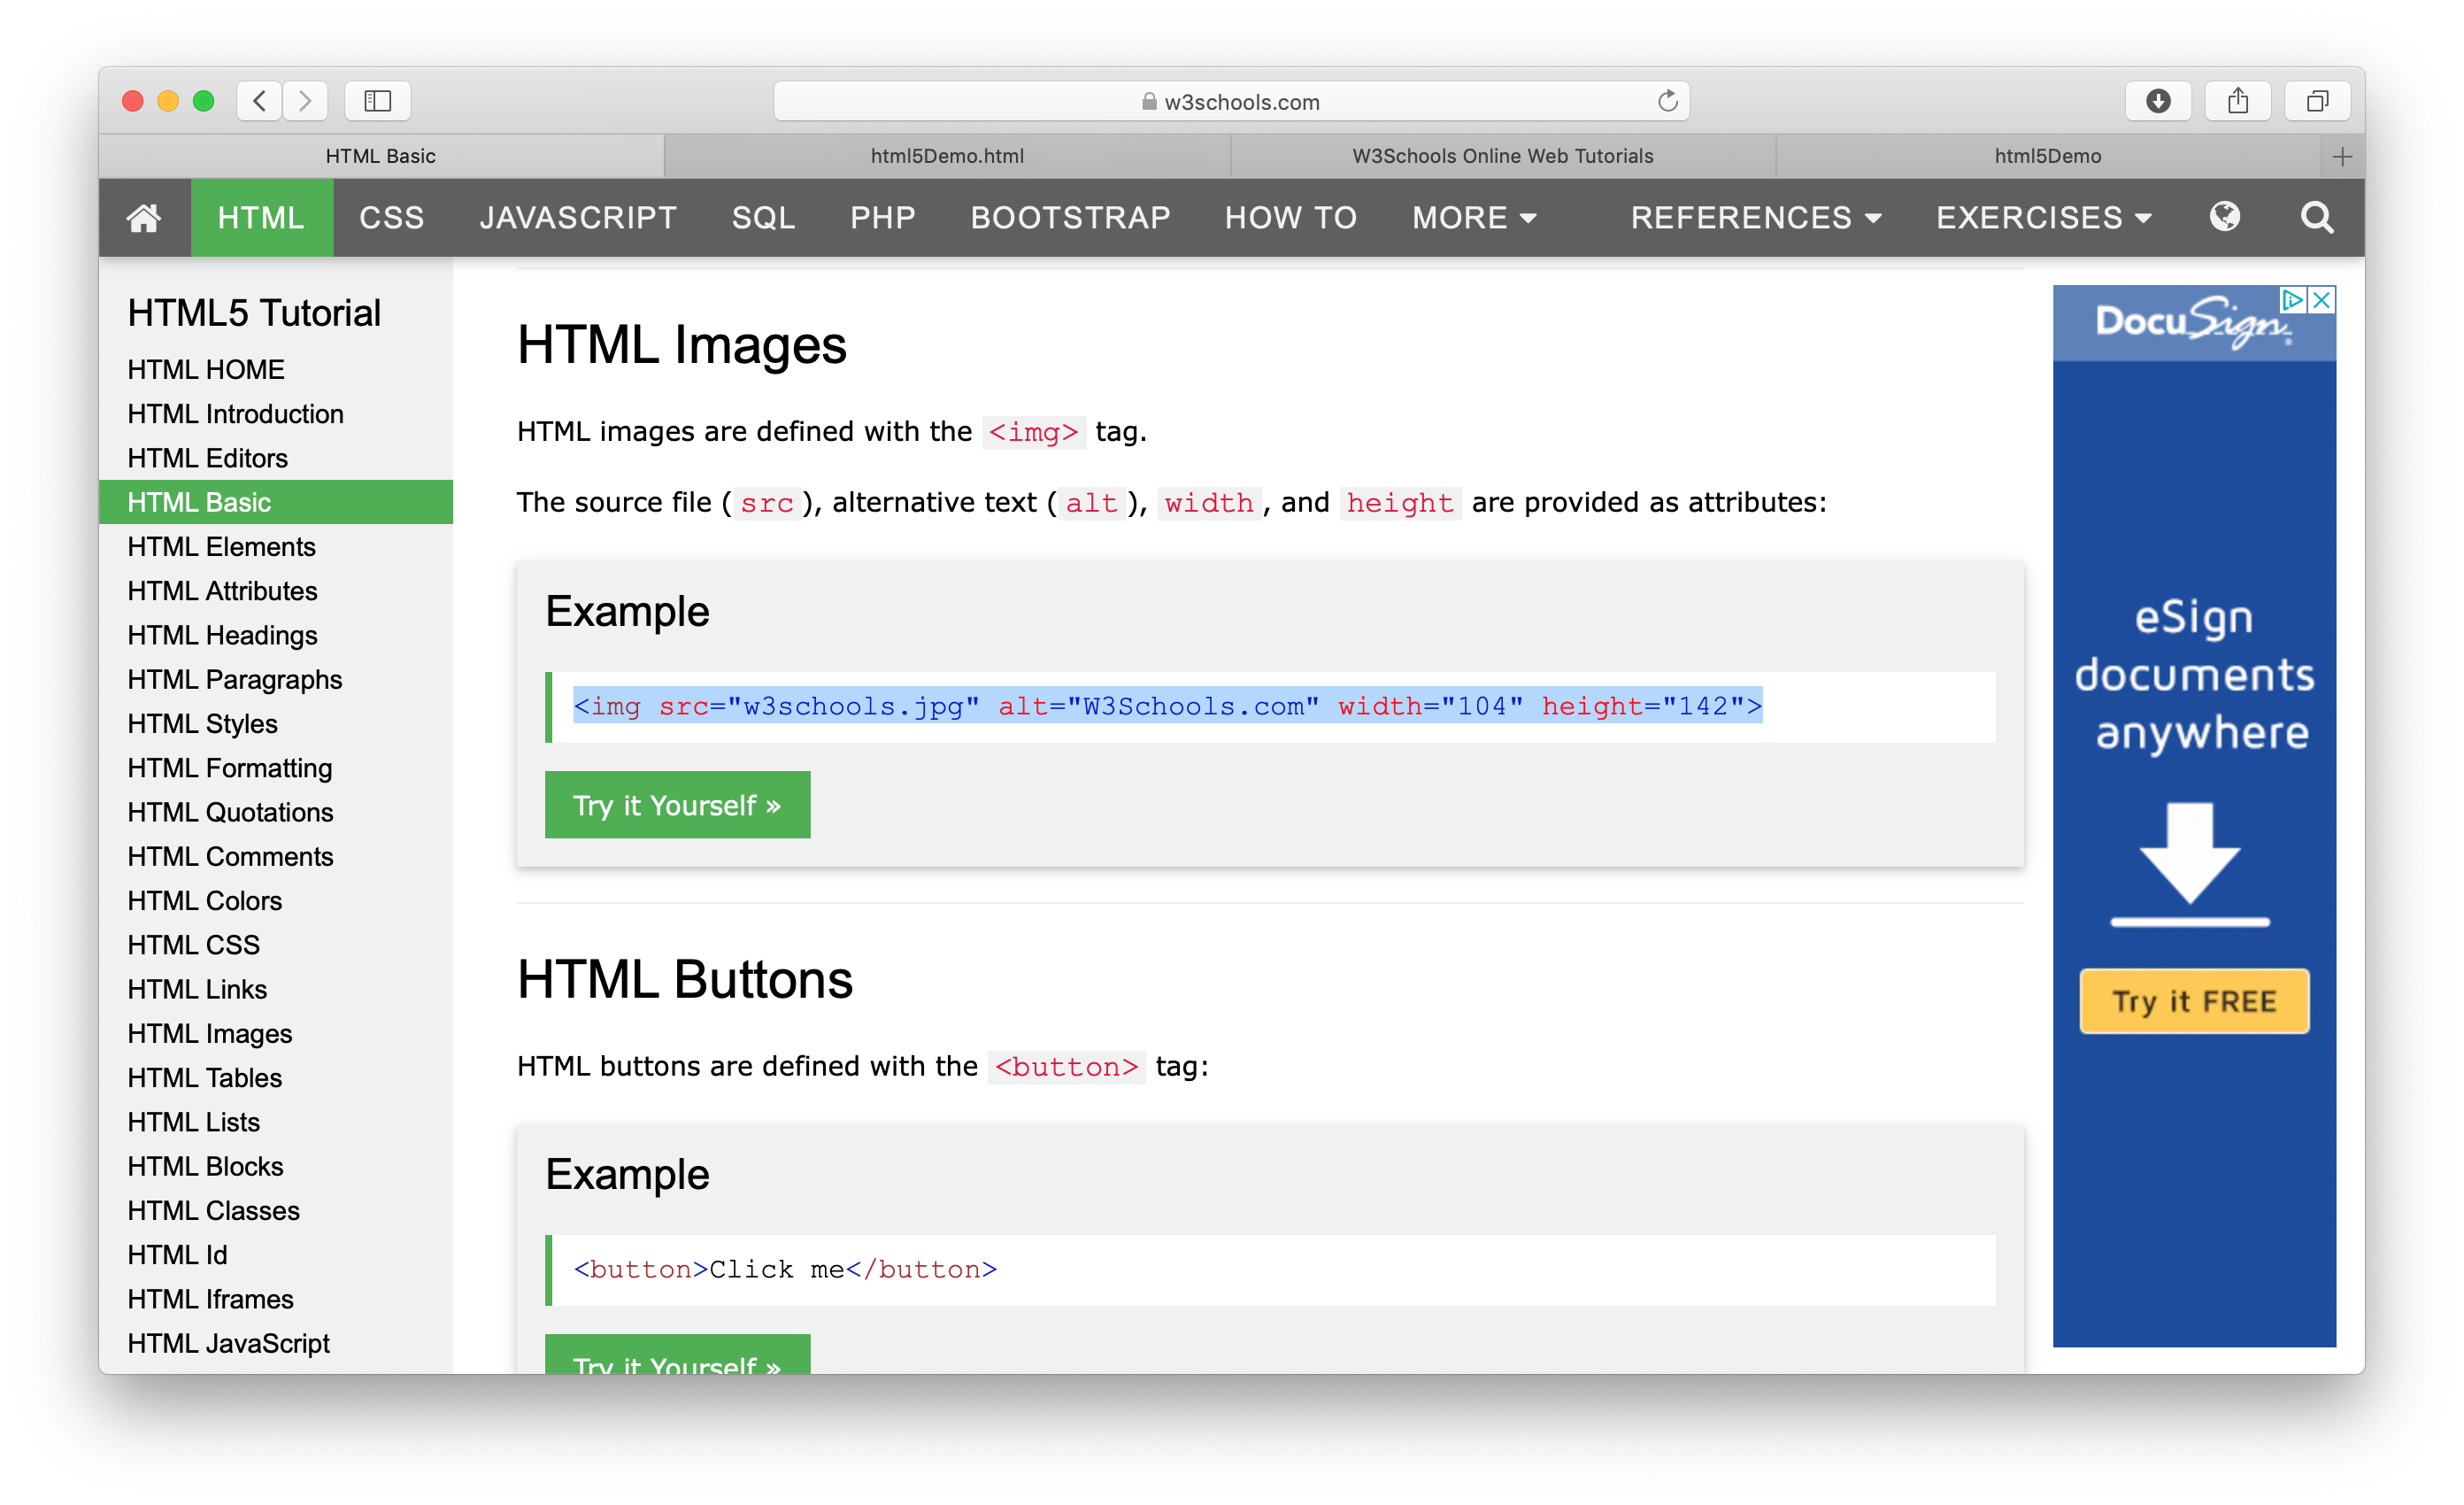 w3schools.com
HTML Basic
html5Demo.html
W3Schools Online Web Tutorials
html5Demo
HTML CSS JAVASCRIPT SQL PHP BOOTSTRAP HOW TO MORE REFERENCES EXERCISES
HTML5 Tutorial
HTML HOME
HTML Introduction
HTML Editors
HTML Basic
HTML Elements
HTML Attributes
HTML Headings
HTML Paragraphs
HTML Styles
HTML Formatting
HTML Quotations
HTML Comments
HTML Colors
HTML CSS
HTML Links
HTML Images
HTML Tables
HTML Lists
HTML Blocks
HTML Classes
HTML Id
HTML Iframes
HTML JavaScript
HTML Images
HTML images are defined with the <img> tag.
The source file (src), alternative text (alt), width, and height are provided as attributes:
Example
<img src="w3schools.jpg" alt="W3Schools.com" width="104" height="142">
Try it Yourself »
HTML Buttons
HTML buttons are defined with the <button> tag:
Example
<button>Click me</button>
Try it Yourself »
DocuSign®
eSign
documents
anywhere
Try it FREE